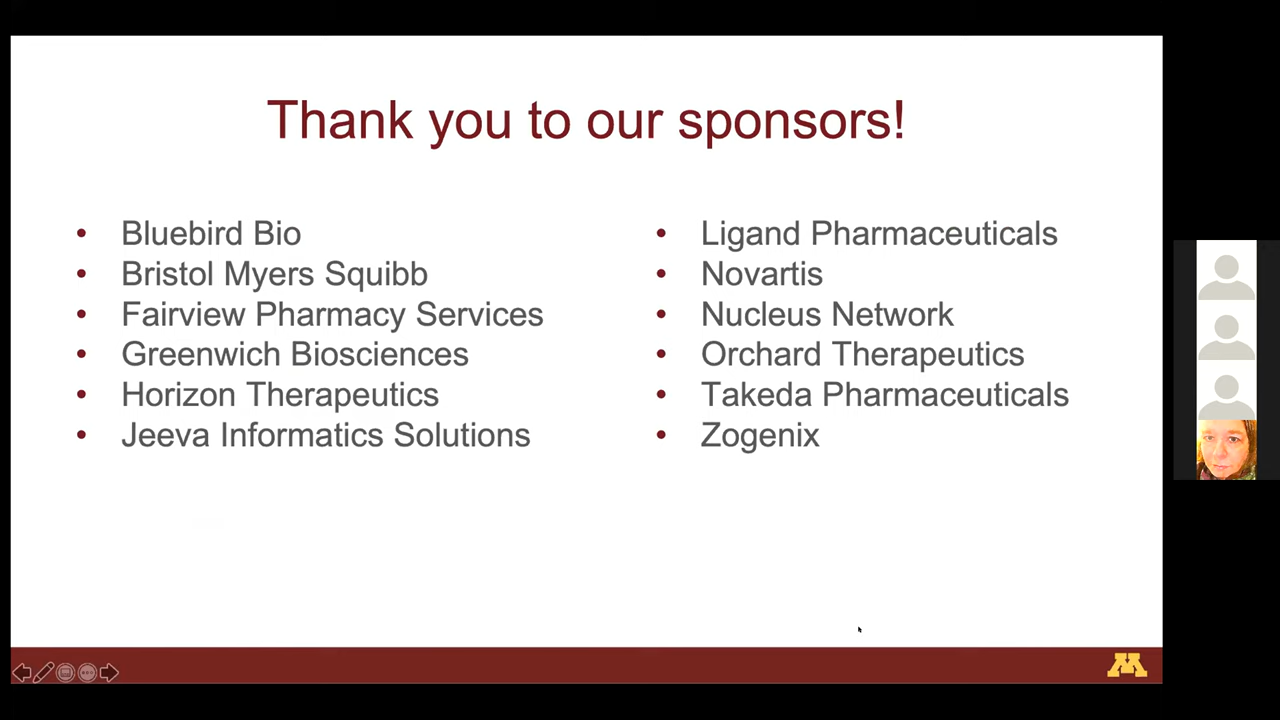 Thank you to our sponsors!
• Bluebird Bio
• Bristol Myers Squibb
• Fairview Pharmacy Services
• Greenwich Biosciences
• Horizon Therapeutics
• Jeeva Informatics Solutions
• Ligand Pharmaceuticals
• Novartis
• Nucleus Network
• Orchard Therapeutics
• Takeda Pharmaceuticals
• Zogenix
M